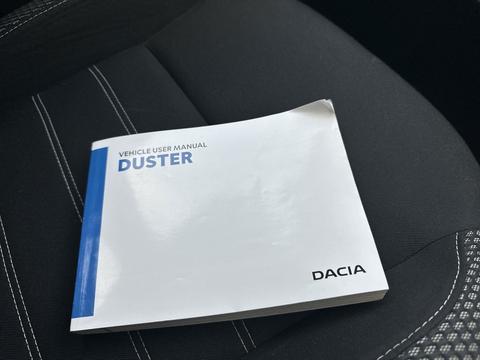 VEHICLE USER MANUAL
DUSTER
DACIA